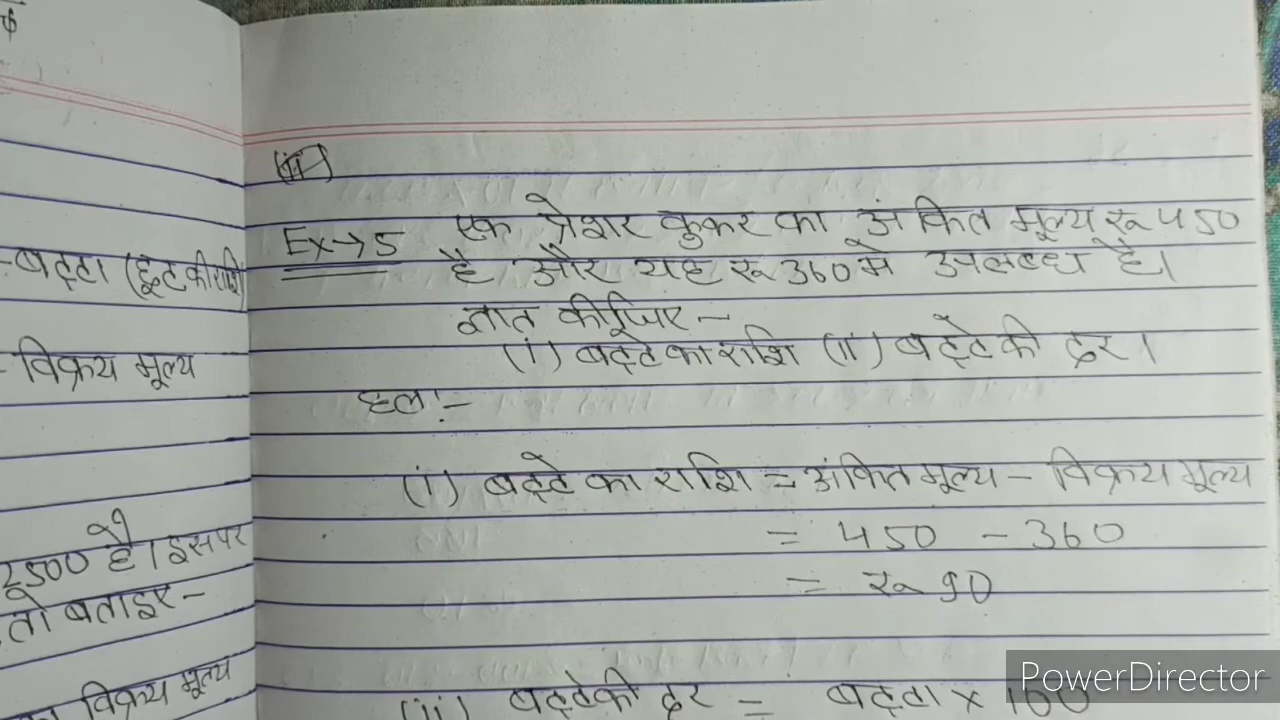 बट्टा (छूट की राशि)
विक्रय मूल्य
रू500 है। इसपर
तो बताइए-
विक्रय मूल्य
Ex→5 एक प्रेशर कुकर का अंकित मूल्य रू 450
है और यह रू 360 मे उपलब्ध है।
ज्ञात कीजिए-
(i) बट्टे का राशि (ii) बट्टे की दर।
हल:-
(i) बट्टे का राशि = अंकित मूल्य - विक्रय मूल्य
= 450 - 360
= रू 90
(ii) बट्टे की दर = बट्टा × 100
PowerDirector